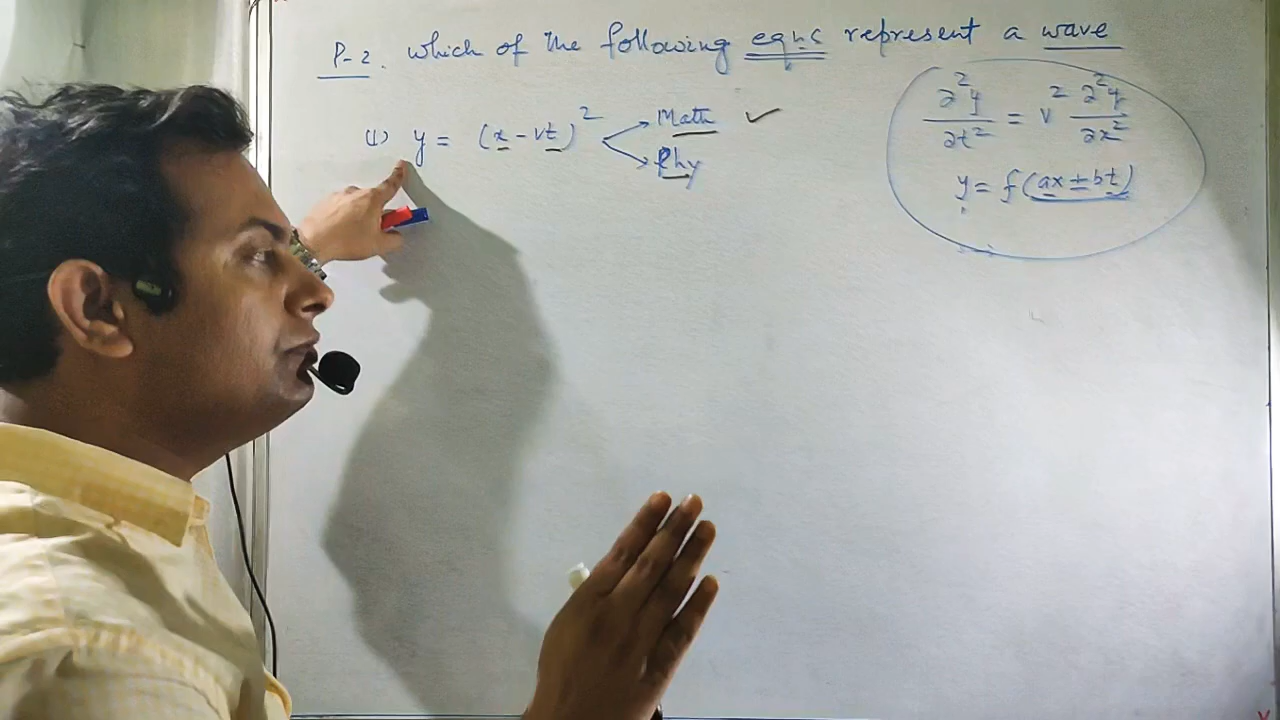 P-2. which of the following eqns represent a wave
(1) y = (x - vt)²
Math ✓
Phy
∂²y/∂t² = v² ∂²y/∂x²
y = f(ax ± bt)